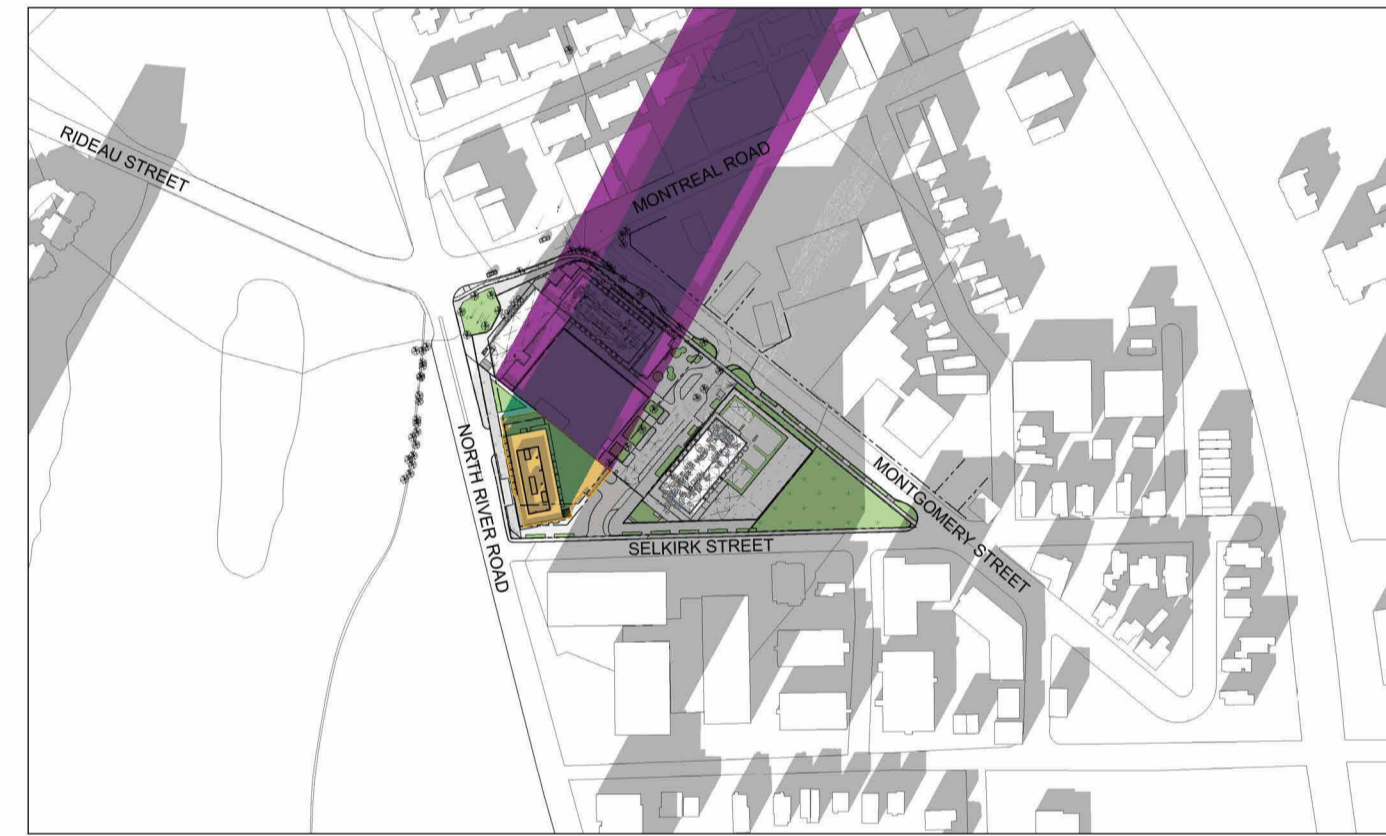 RIDEAU STREET
MONTREAL ROAD
NORTH RIVER ROAD
MONTGOMERY STREET
SELKIRK STREET